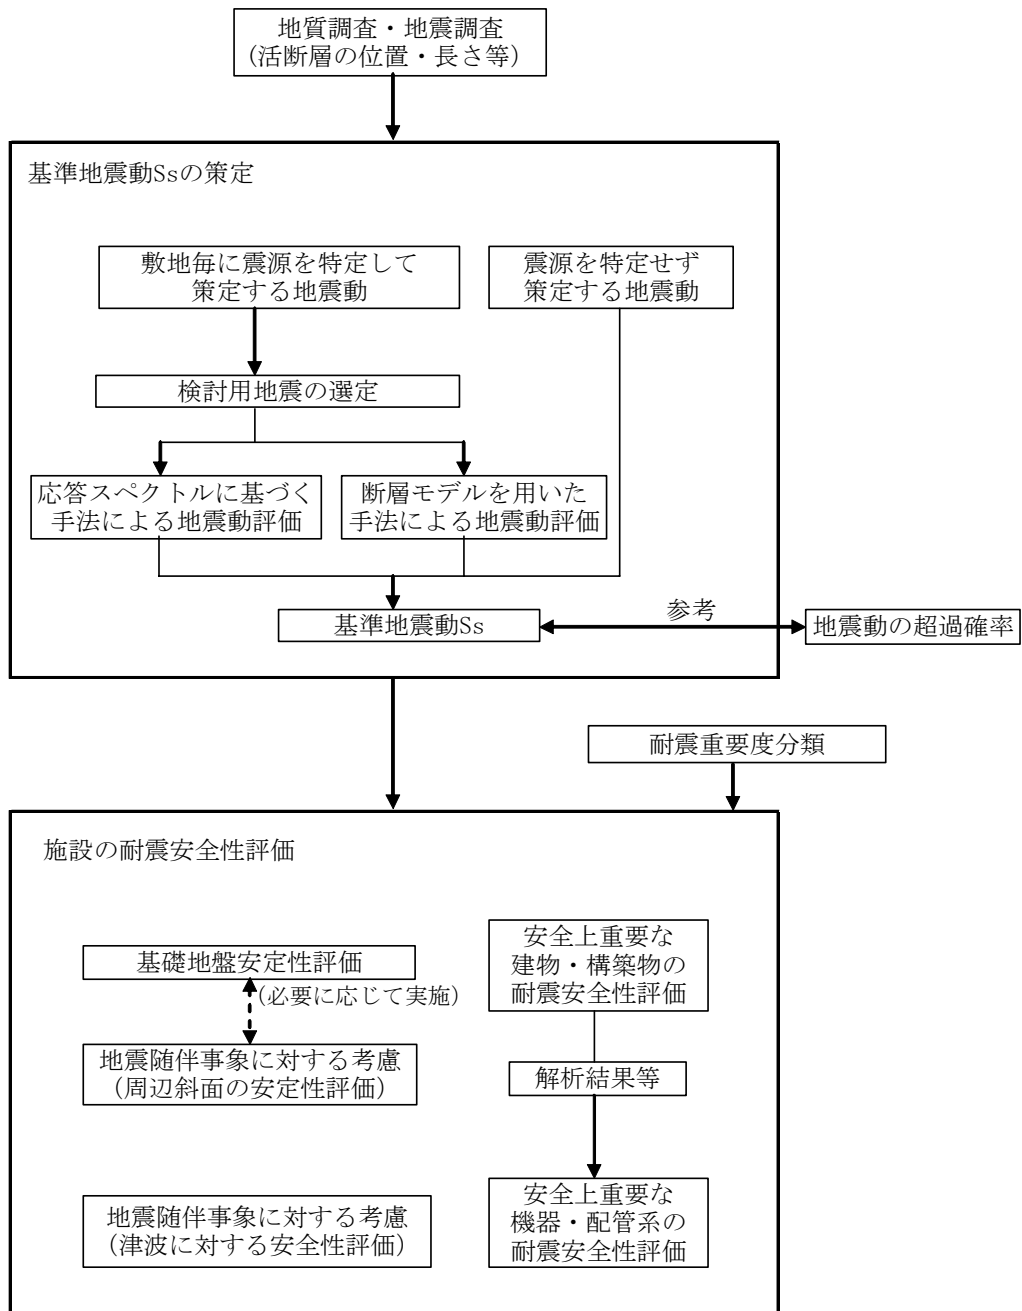 地質調査・地震調査
(活断層の位置・長さ等)
基準地震動Ssの策定
敷地毎に震源を特定して
策定する地震動
震源を特定せず
策定する地震動
検討用地震の選定
応答スペクトルに基づく
手法による地震動評価
断層モデルを用いた
手法による地震動評価
基準地震動Ss
参考
地震動の超過確率
耐震重要度分類
施設の耐震安全性評価
基礎地盤安定性評価
(必要に応じて実施)
地震随伴事象に対する考慮
(周辺斜面の安定性評価)
安全上重要な
建物・構築物の
耐震安全性評価
解析結果等
地震随伴事象に対する考慮
(津波に対する安全性評価)
安全上重要な
機器・配管系の
耐震安全性評価